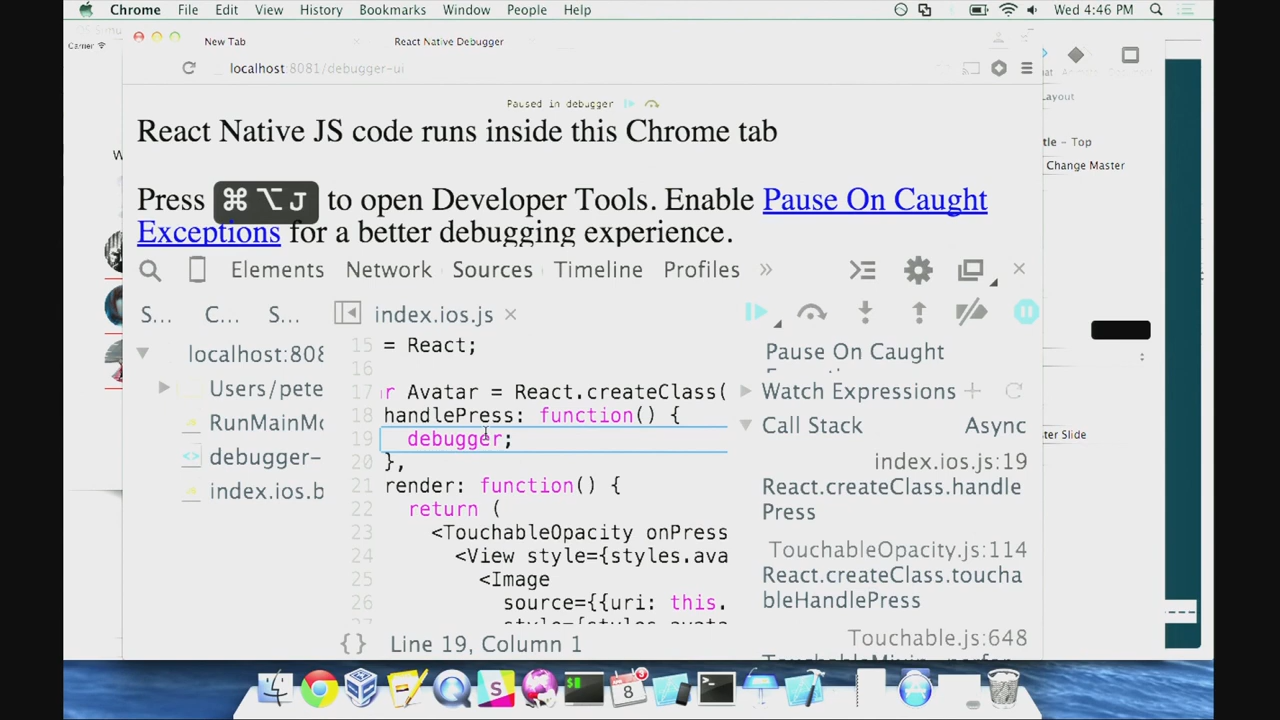 Chrome File Edit View History Bookmarks Window People Help Wed 4:46 PM
Carrier
New Tab React Native Debugger
localhost:8081/debugger-ui
Paused in debugger
React Native JS code runs inside this Chrome tab
Press ⌘⌥J to open Developer Tools. Enable Pause On Caught
Exceptions for a better debugging experience.
Layout
tle - Top
Change Master
ter Slide
Elements Network Sources Timeline Profiles »
S... C... S... index.ios.js ×
localhost:808
Users/pete
RunMainMo
debugger-
index.ios.b
15 = React;
16
17 r Avatar = React.createClass(
18 handlePress: function() {
19 debugger;
20 },
21 render: function() {
22 return (
23 <TouchableOpacity onPress
24 <View style={styles.ava
25 <Image
26 source={{uri: this.
{} Line 19, Column 1
Pause On Caught
Watch Expressions
Call Stack Async
index.ios.js:19
React.createClass.handle
Press
TouchableOpacity.js:114
React.createClass.toucha
bleHandlePress
Touchable.js:648
S
$
8
3